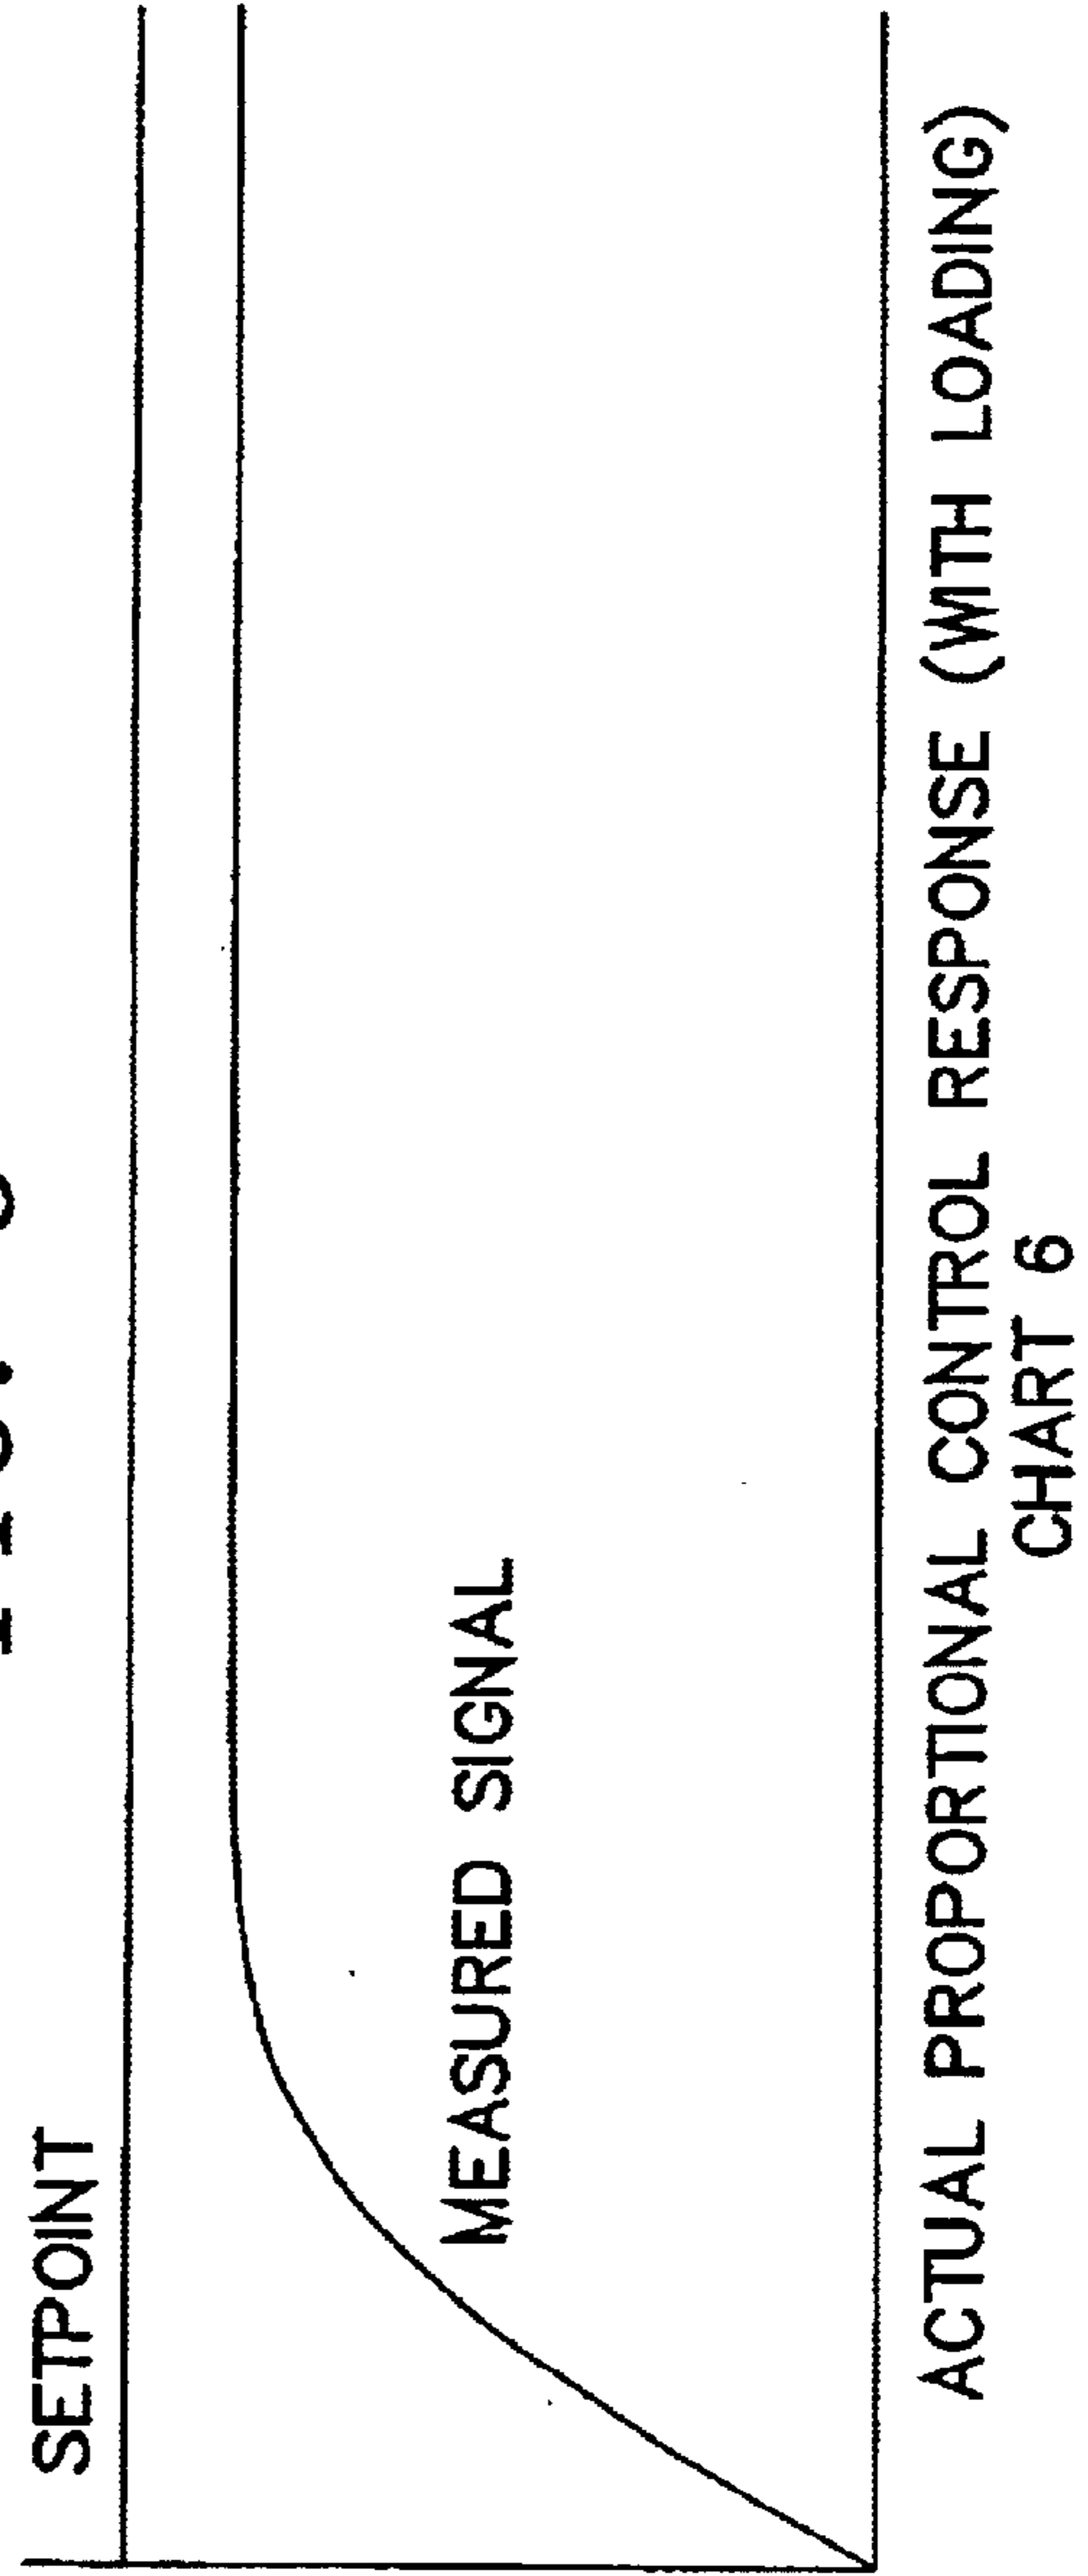 SETPOINT
MEASURED SIGNAL
ACTUAL PROPORTIONAL CONTROL RESPONSE (WITH LOADING)
CHART 6